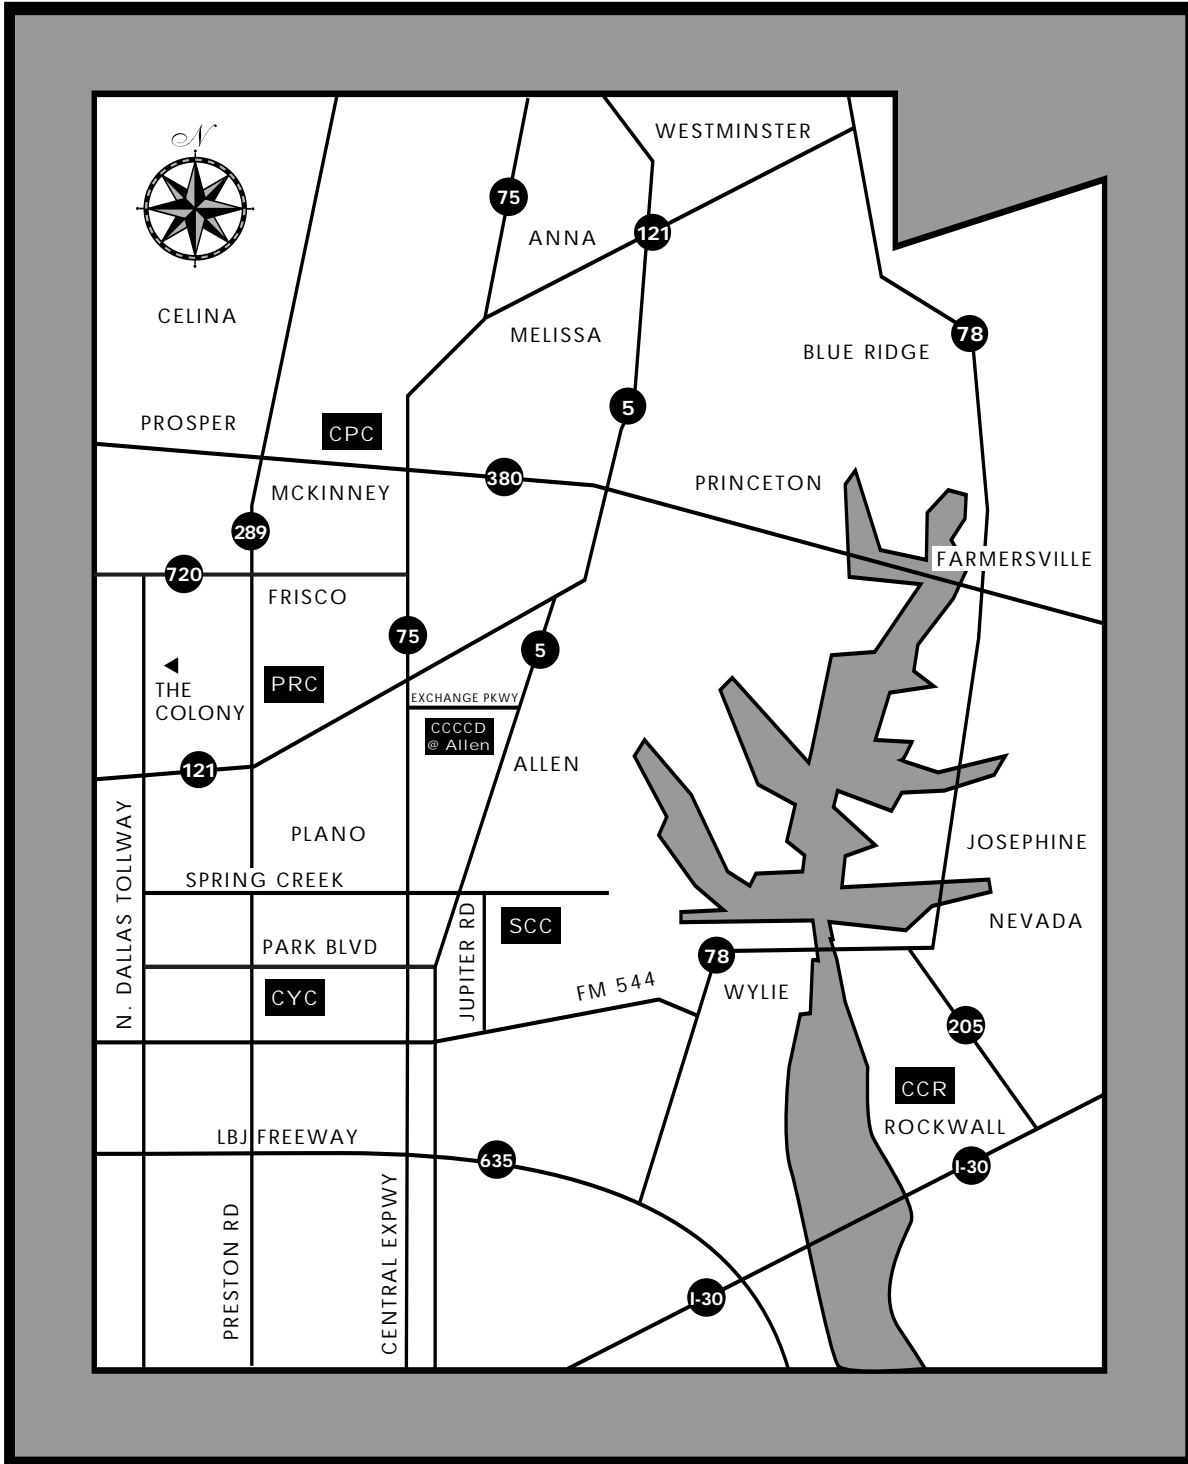 N
WESTMINSTER
75
121
ANNA
CELINA
MELISSA
78
BLUE RIDGE
5
PROSPER
CPC
380
MCKINNEY
PRINCETON
289
FARMERSVILLE
720
FRISCO
75
5
PRC
THE
COLONY
EXCHANGE PKWY
CCCCD
@ Allen
121
ALLEN
N. DALLAS TOLLWAY
PLANO
JOSEPHINE
SPRING CREEK
JUPITER RD
SCC
NEVADA
PARK BLVD
78
CYC
FM 544
WYLIE
205
CCR
ROCKWALL
LBJ FREEWAY
635
I-30
PRESTON RD
CENTRAL EXPWY
I-30